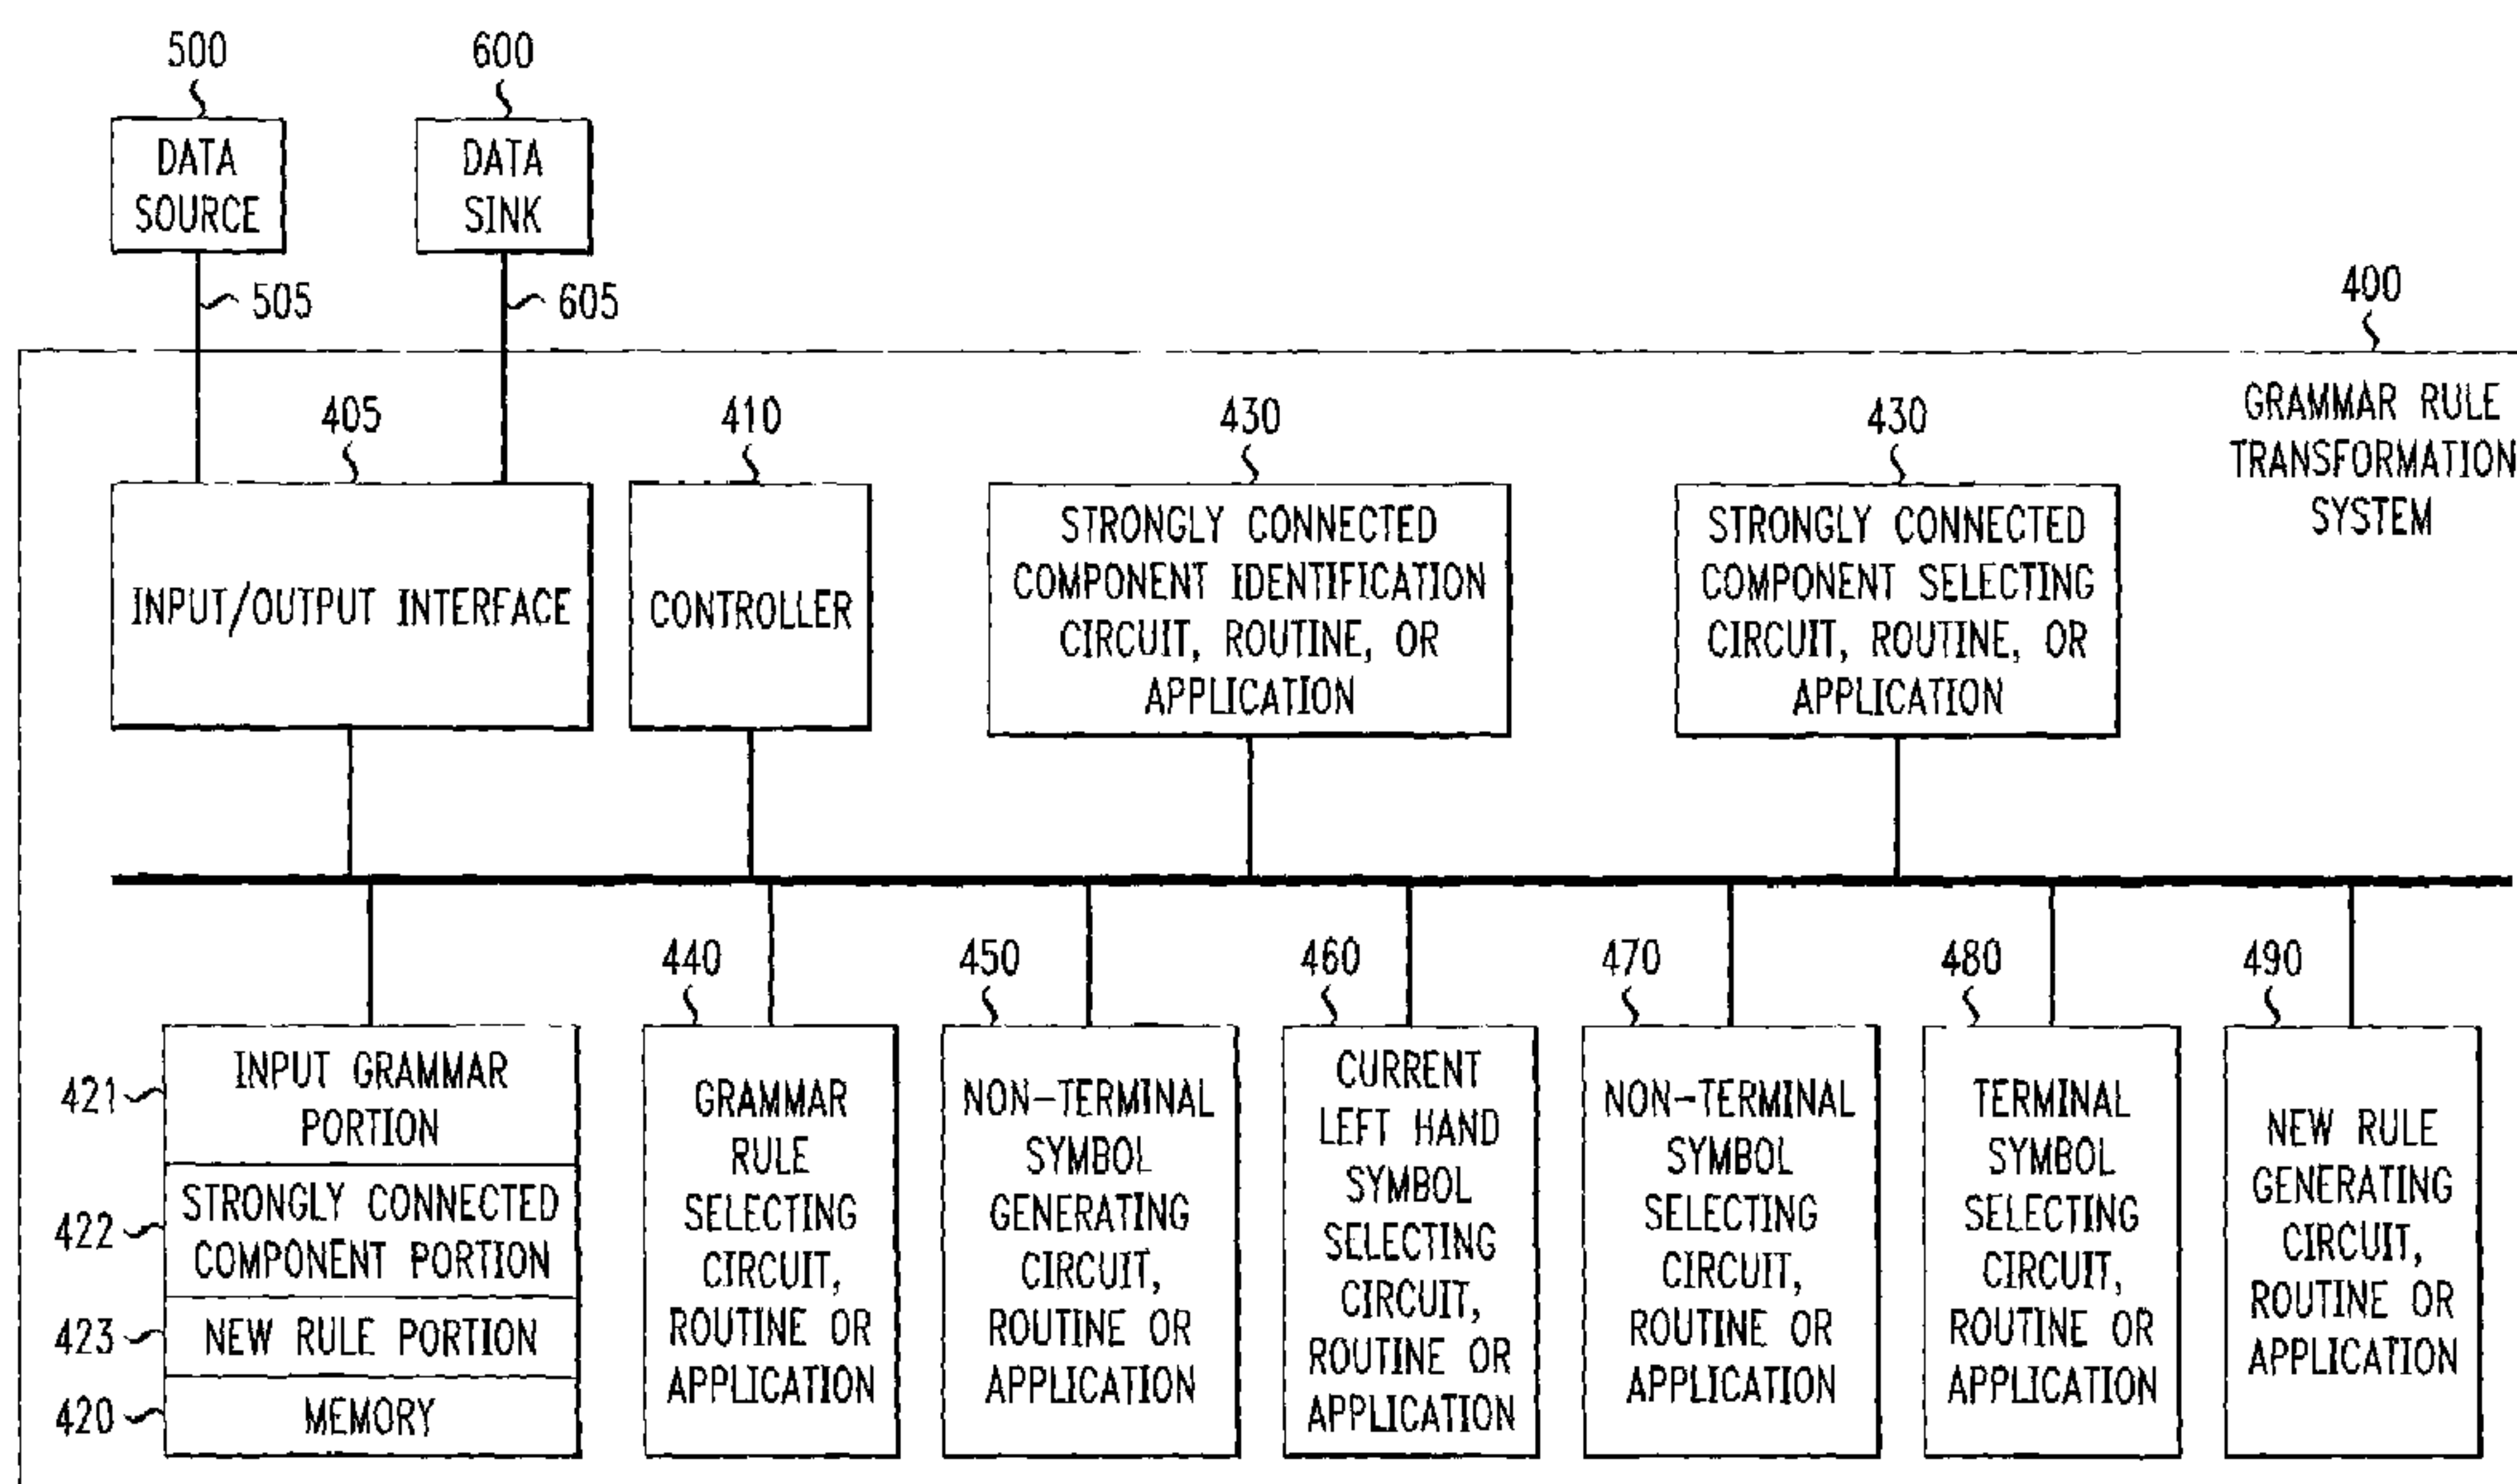 500
600
DATA
SOURCE
DATA
SINK
505
605
400
GRAMMAR RULE
TRANSFORMATION
SYSTEM
405
410
430
430
INPUT/OUTPUT INTERFACE
CONTROLLER
STRONGLY CONNECTED
COMPONENT IDENTIFICATION
CIRCUIT, ROUTINE, OR
APPLICATION
STRONGLY CONNECTED
COMPONENT SELECTING
CIRCUIT, ROUTINE, OR
APPLICATION
440
450
460
470
480
490
421
INPUT GRAMMAR
PORTION
422
STRONGLY CONNECTED
COMPONENT PORTION
423
NEW RULE PORTION
420
MEMORY
GRAMMAR
RULE
SELECTING
CIRCUIT,
ROUTINE OR
APPLICATION
NON-TERMINAL
SYMBOL
GENERATING
CIRCUIT,
ROUTINE OR
APPLICATION
CURRENT
LEFT HAND
SYMBOL
SELECTING
CIRCUIT,
ROUTINE OR
APPLICATION
NON-TERMINAL
SYMBOL
SELECTING
CIRCUIT,
ROUTINE OR
APPLICATION
TERMINAL
SYMBOL
SELECTING
CIRCUIT,
ROUTINE OR
APPLICATION
NEW RULE
GENERATING
CIRCUIT,
ROUTINE OR
APPLICATION